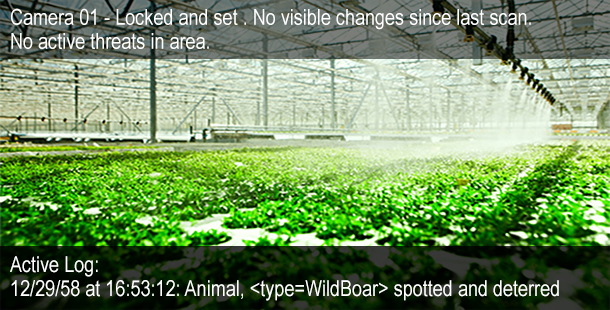 Camera 01 - Locked and set . No visible changes since last scan.
No active threats in area.
Active Log:
12/29/58 at 16:53:12: Animal, <type=WildBoar> spotted and deterred